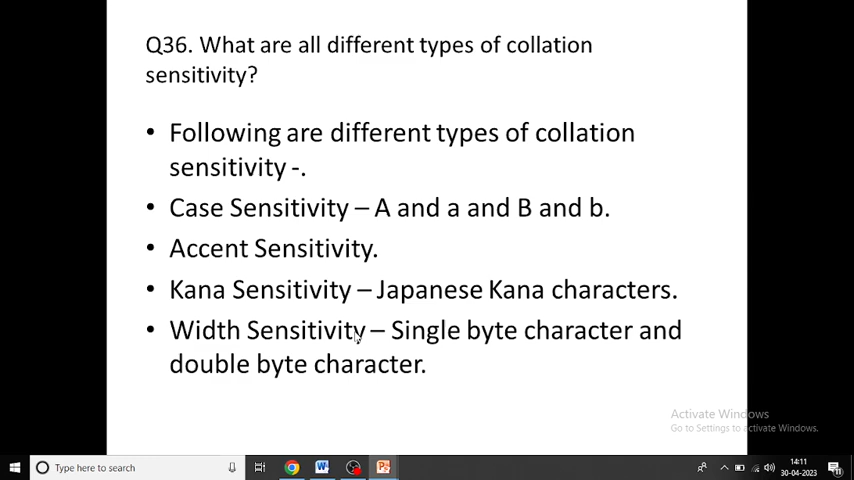 Q36. What are all different types of collation
sensitivity?
• Following are different types of collation
sensitivity -.
• Case Sensitivity – A and a and B and b.
• Accent Sensitivity.
• Kana Sensitivity – Japanese Kana characters.
• Width Sensitivity – Single byte character and
double byte character.
Activate Windows
Go to Settings to activate Windows.
Type here to search
14:11
30-04-2023